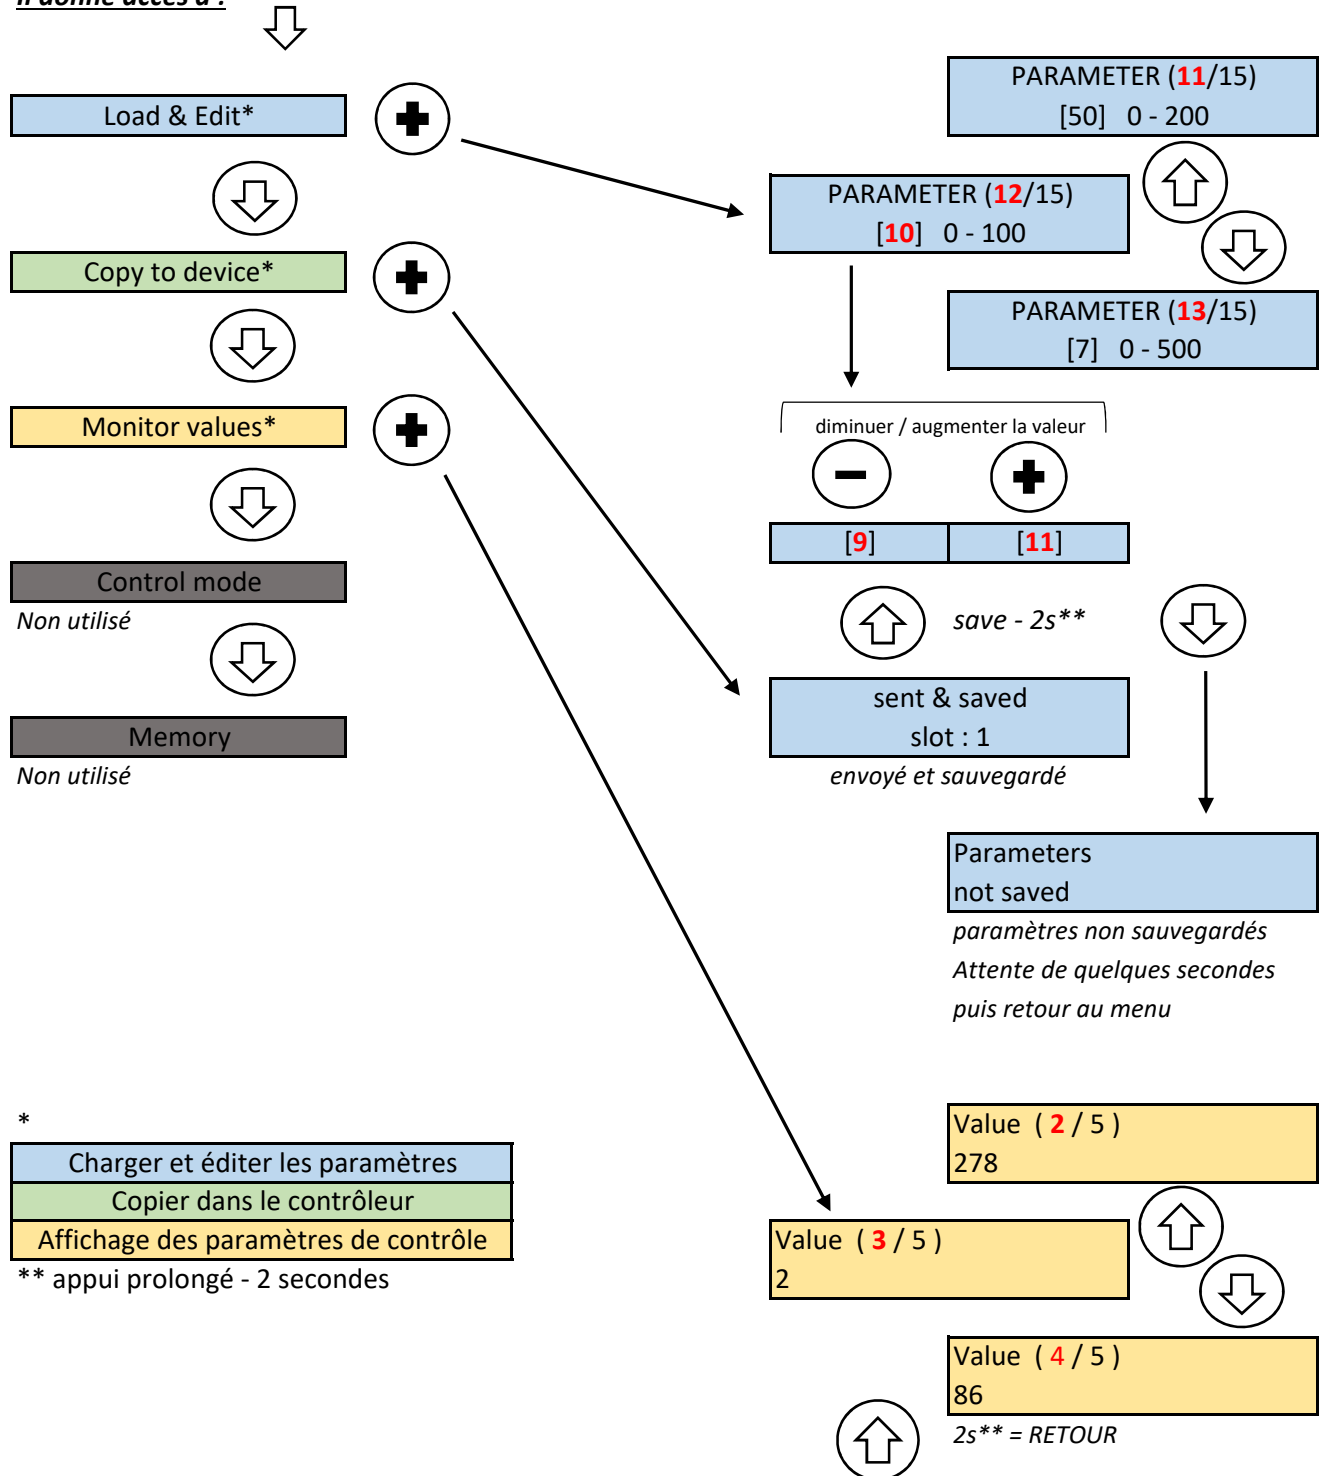 Il donne accès à :
PARAMETER (11/15)
[50] 0 - 200
Load & Edit*
PARAMETER (12/15)
[10] 0 - 100
Copy to device*
PARAMETER (13/15)
[7] 0 - 500
Monitor values*
diminuer / augmenter la valeur
[9]
[11]
Control mode
Non utilisé
save - 2s**
sent & saved
slot : 1
Memory
Non utilisé
envoyé et sauvegardé
Parameters
not saved
paramètres non sauvegardés
Attente de quelques secondes
puis retour au menu
*
Value ( 2 / 5 )
278
Charger et éditer les paramètres
Copier dans le contrôleur
Affichage des paramètres de contrôle
Value ( 3 / 5 )
2
** appui prolongé - 2 secondes
Value ( 4 / 5 )
86
2s** = RETOUR